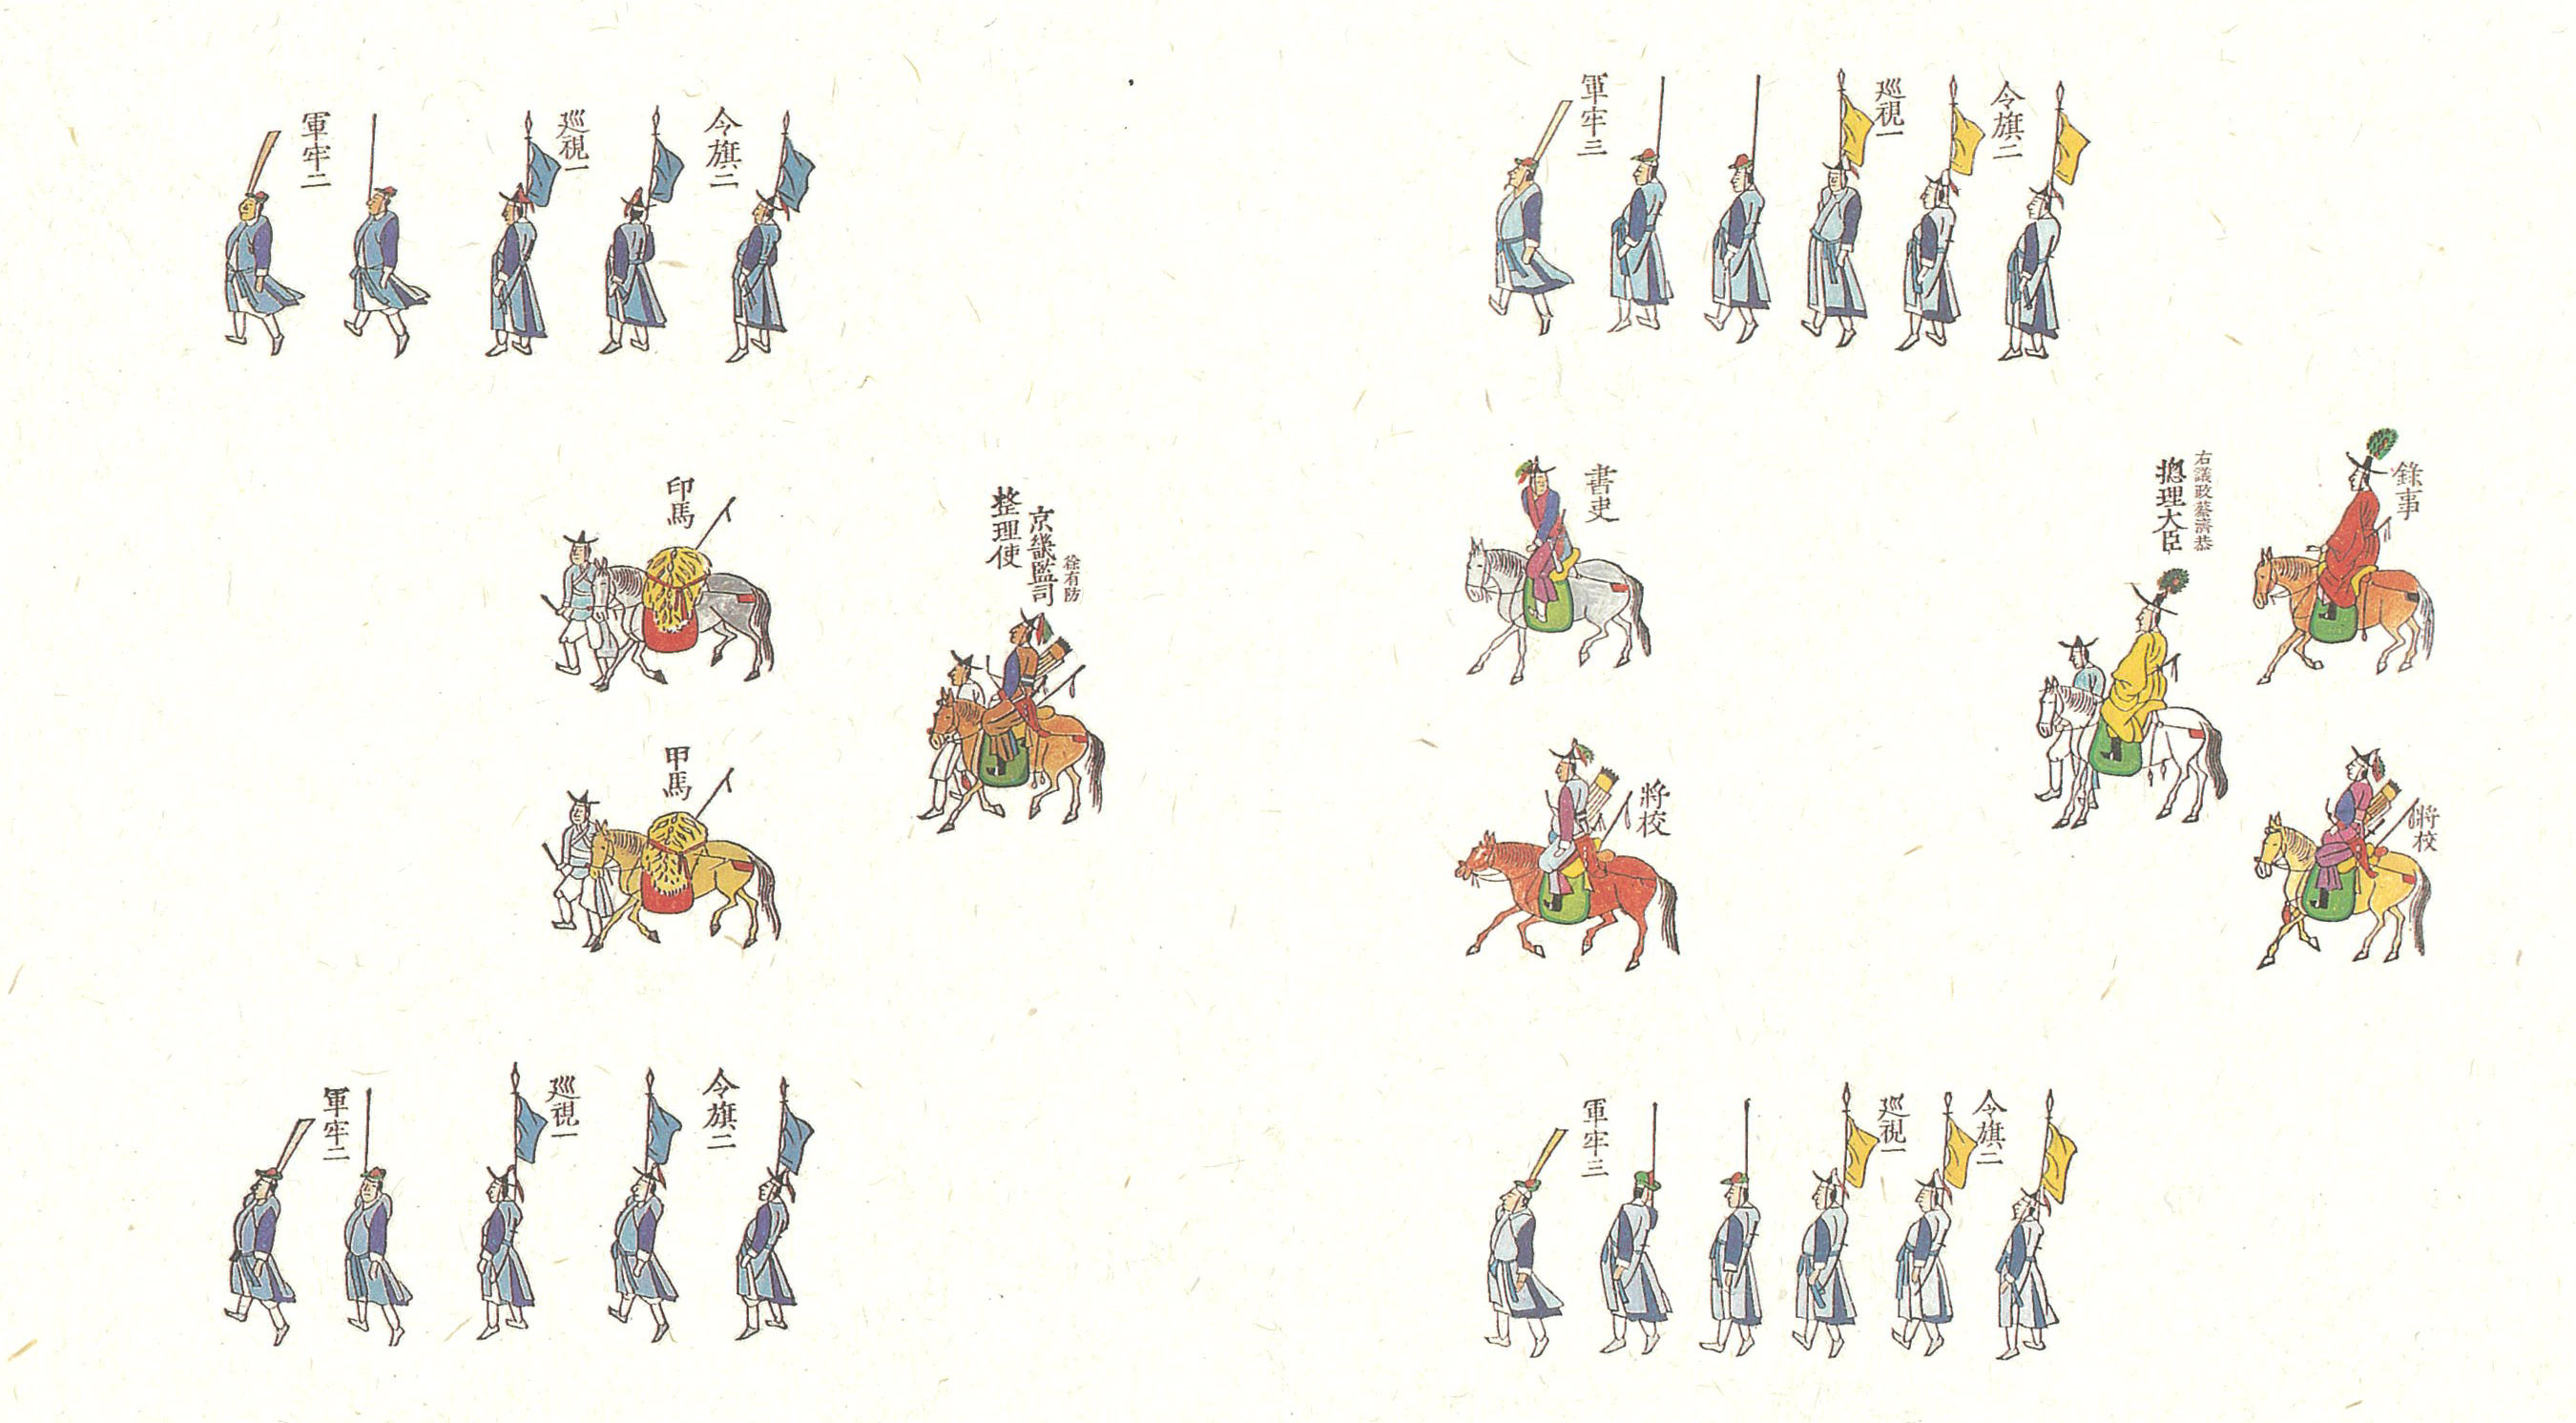 令旗二
巡視一
軍牢三
錄事
右議政蔡濟恭
摠理大臣
將校
書吏
將校
令旗二
巡視一
軍牢三
令旗二
巡視一
軍牢二
徐有防
京畿監司
整理使
印馬
甲馬
令旗二
巡視一
軍牢二